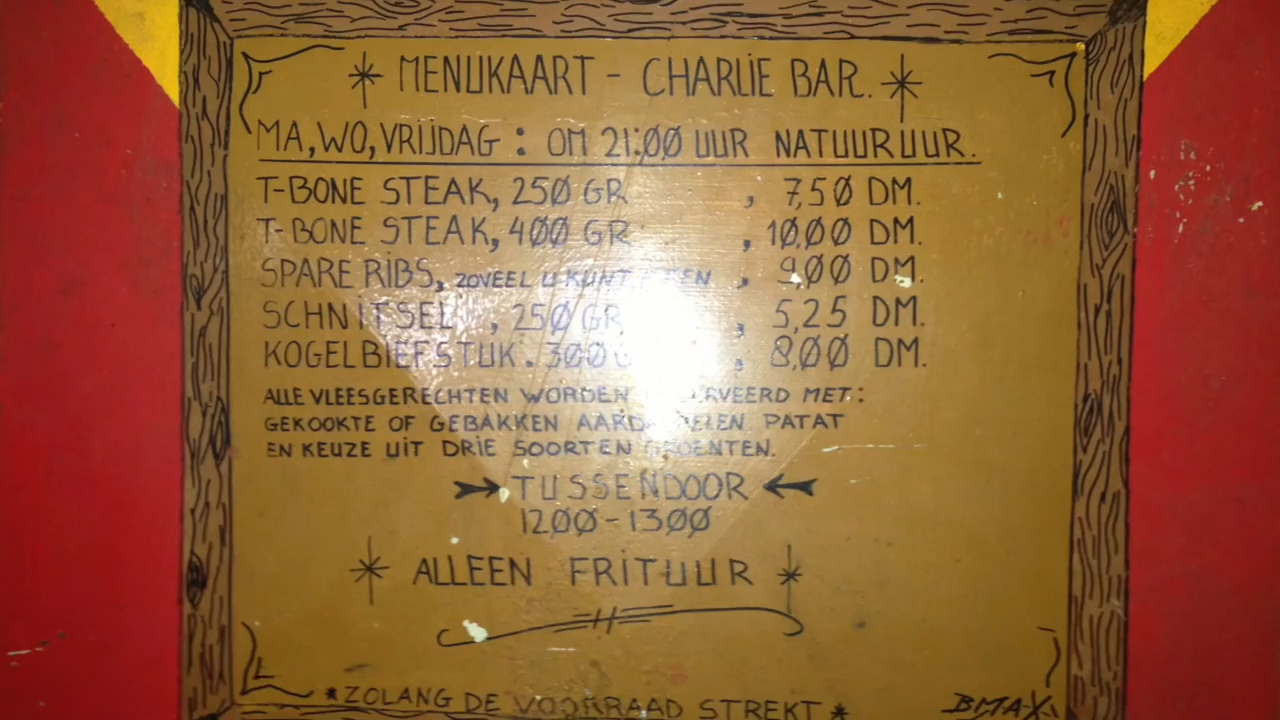 * MENUKAART - CHARLIE BAR. *
MA, WO, VRIJDAG : OM 21:00 UUR NATUURUUR.
T-BONE STEAK, 250 GR , 7,50 DM.
T-BONE STEAK, 400 GR , 10,00 DM.
SPARE RIBS, ZOVEEL U KUNT , 9,00 DM.
SCHNITSEL , 250 GR , 5,25 DM.
KOGELBIEFSTUK. 300 , 8,00 DM.
ALLE VLEESGERECHTEN WORDEN MET:
GEKOOKTE OF GEBAKKEN PATAT
EN KEUZE UIT DRIE SOORTEN GROENTEN.
TUSSENDOOR
1200-1300
* ALLEEN FRITUUR *
*ZOLANG DE VOORRAAD STREKT*
BMAX